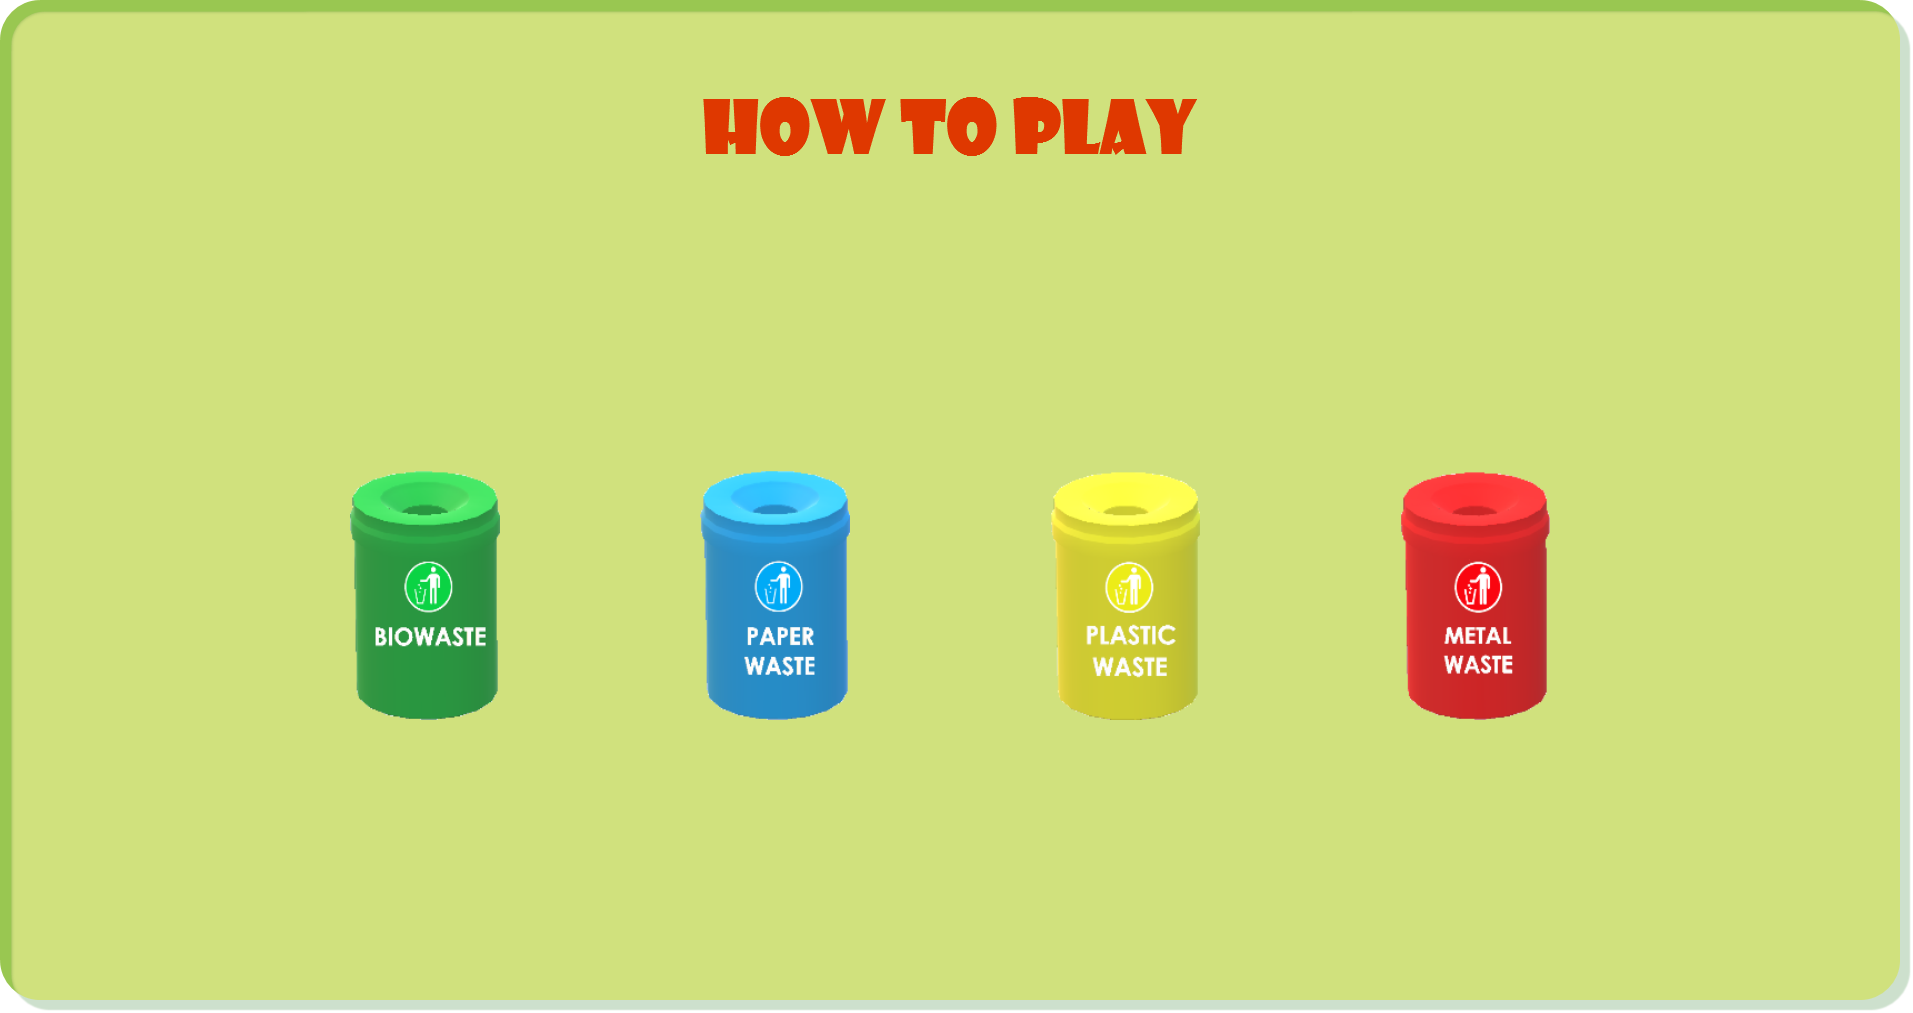 HOW TO PLAY
BIOWASTE
PAPER
WASTE
PLASTIC
WASTE
METAL
WASTE